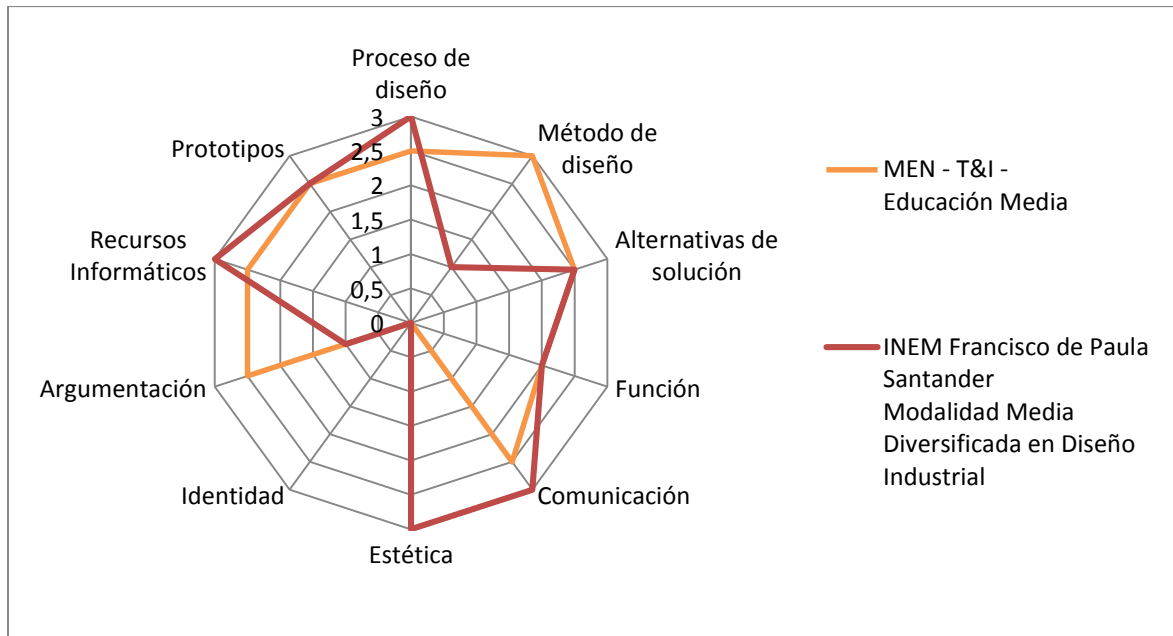 Proceso de
diseño
Método de
diseño
Alternativas de
solución
Función
Comunicación
Estética
Identidad
Argumentación
Recursos
Informáticos
Prototipos
3
2,5
2
1,5
1
0,5
0
MEN - T&I -
Educación Media
INEM Francisco de Paula
Santander
Modalidad Media
Diversificada en Diseño
Industrial